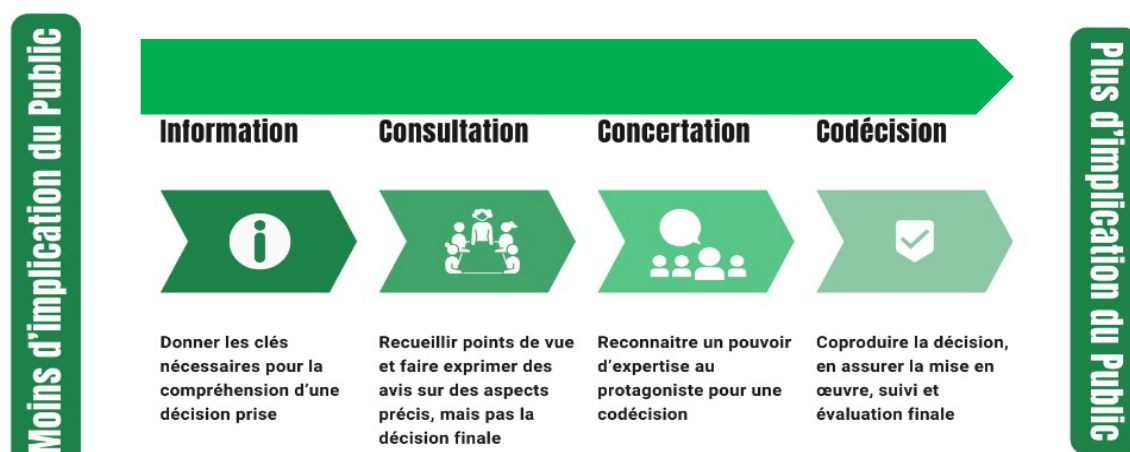 Moins d’implication du Public
Information
Consultation
Concertation
Codécision
Donner les clés
nécessaires pour la
compréhension d’une
décision prise
Recueillir points de vue
et faire exprimer des
avis sur des aspects
précis, mais pas la
décision finale
Reconnaitre un pouvoir
d’expertise au
protagoniste pour une
codécision
Coproduire la décision,
en assurer la mise en
œuvre, suivi et
évaluation finale
Plus d’implication du Public